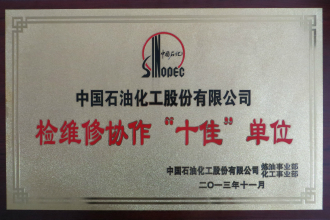 中国石化
SINOPEC
中国石油化工股份有限公司
检维修协作“十佳”单位
中国石油化工股份有限公司 炼油事业部
化工事业部
二〇一三年十一月